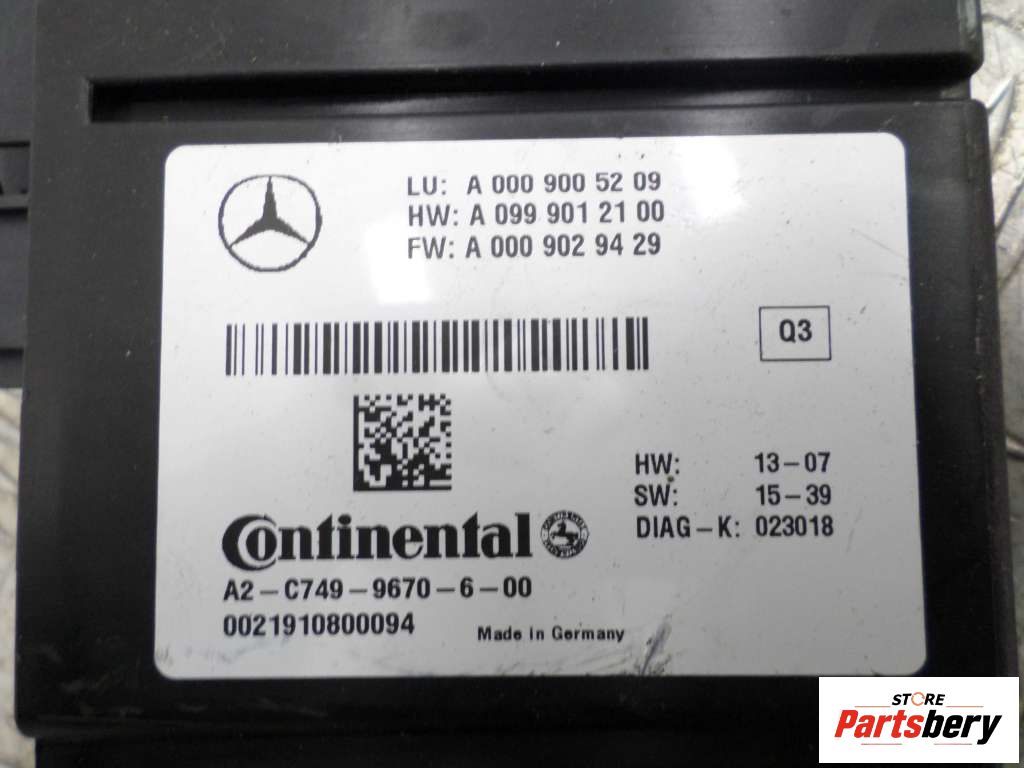 LU: A 000 900 52 09
HW: A 099 901 21 00
FW: A 000 902 94 29
Q3
HW: 13-07
SW: 15-39
DIAG-K: 023018
Continental
A2-C749-9670-6-00
0021910800094
Made in Germany
STORE
Partsbery